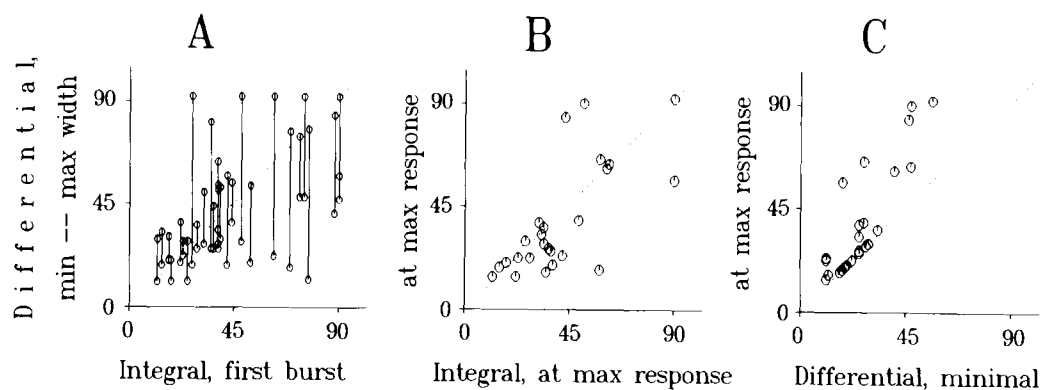 A
B
C
Differential,
min -- max width
90
45
0
0
45
90
Integral, first burst
at max response
90
45
0
0
45
90
Integral, at max response
at max response
90
45
0
0
45
90
Differential, minimal